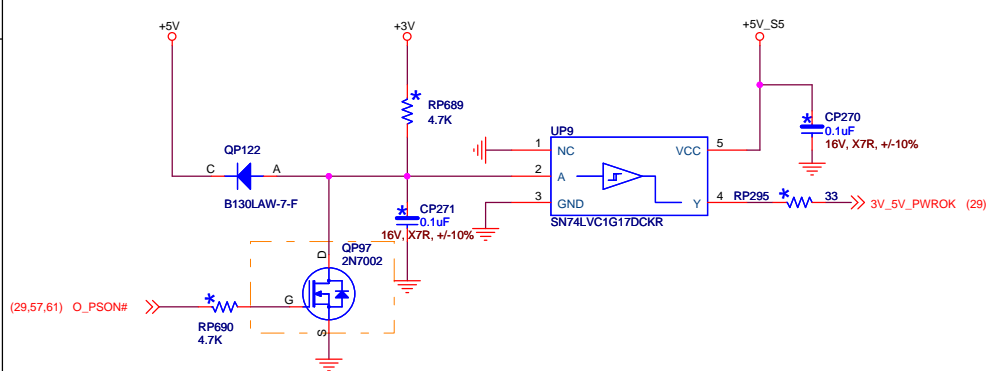 +5V
+3V
+5V_S5
*
RP689
4.7K
*
CP270
0.1uF
16V, X7R, +/-10%
UP9
1
NC
VCC
5
QP122
C
A
B130LAW-7-F
2
A
3
GND
Y
4
RP295
*
33
3V_5V_PWROK (29)
SN74LVC1G17DCKR
*
CP271
0.1uF
16V, X7R, +/-10%
QP97
2N7002
D
G
S
(29,57,61) O_PSON#
*
RP690
4.7K